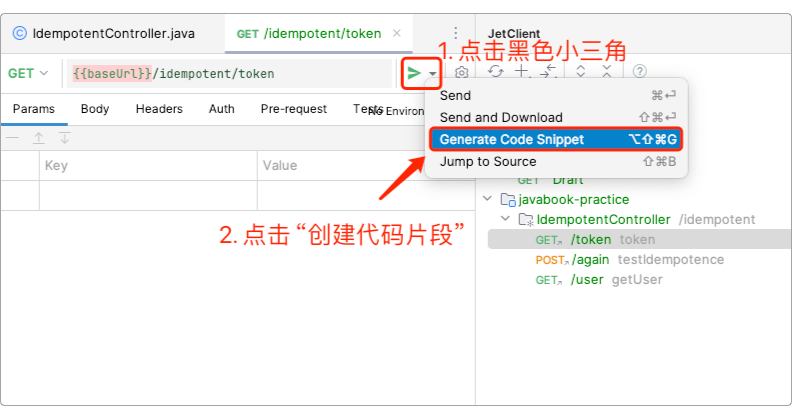 IdempotentController.java
GET /idempotent/token
JetClient
1. 点击黑色小三角
GET {{baseUrl}}/idempotent/token
Params Body Headers Auth Pre-request Tests No Environ
Key Value
Send ⌘⏎
Send and Download ⇧⌘⏎
Generate Code Snippet ⌥⇧⌘G
Jump to Source ⇧⌘B
2. 点击 “创建代码片段”
GET Draft
javabook-practice
IdempotentController /idempotent
GET /token token
POST /again testIdempotence
GET /user getUser